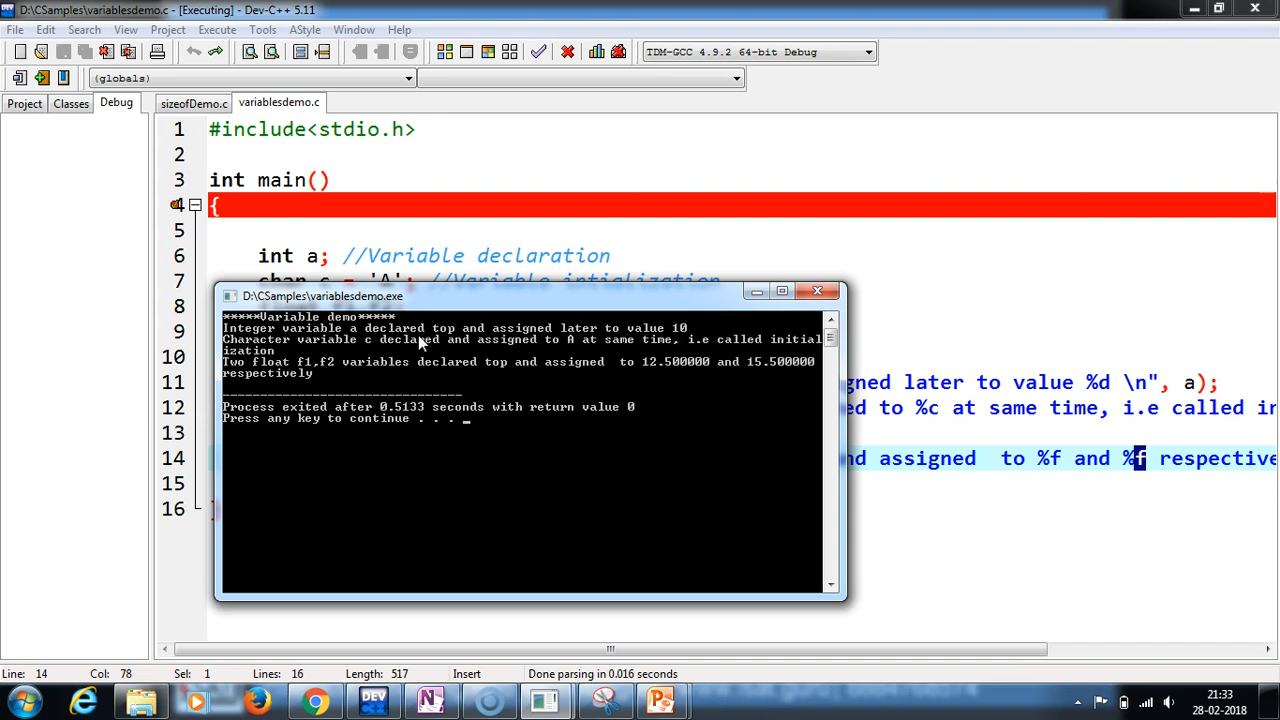 D:\CSamples\variablesdemo.c - [Executing] - Dev-C++ 5.11
File Edit Search View Project Execute Tools AStyle Window Help
TDM-GCC 4.9.2 64-bit Debug
(globals)
Project Classes Debug sizeofDemo.c variablesdemo.c
1 #include<stdio.h>
2
3 int main()
4 {
5
6 int a; //Variable declaration
7 char c = 'A'; //Variable intialization
8
9
10
11 gned later to value %d \n", a);
12 ed to %c at same time, i.e called in
13
14 nd assigned  to %f and %f respective
15
16 }
D:\CSamples\variablesdemo.exe
*****Variable demo*****
Integer variable a declared top and assigned later to value 10
Character variable c declared and assigned to A at same time, i.e called initial
ization
Two float f1,f2 variables declared top and assigned  to 12.500000 and 15.500000
respectively
--------------------------------
Process exited after 0.5133 seconds with return value 0
Press any key to continue . . . _
Line: 14 Col: 78 Sel: 1 Lines: 16 Length: 517 Insert Done parsing in 0.016 seconds
DEV
21:33
28-02-2018